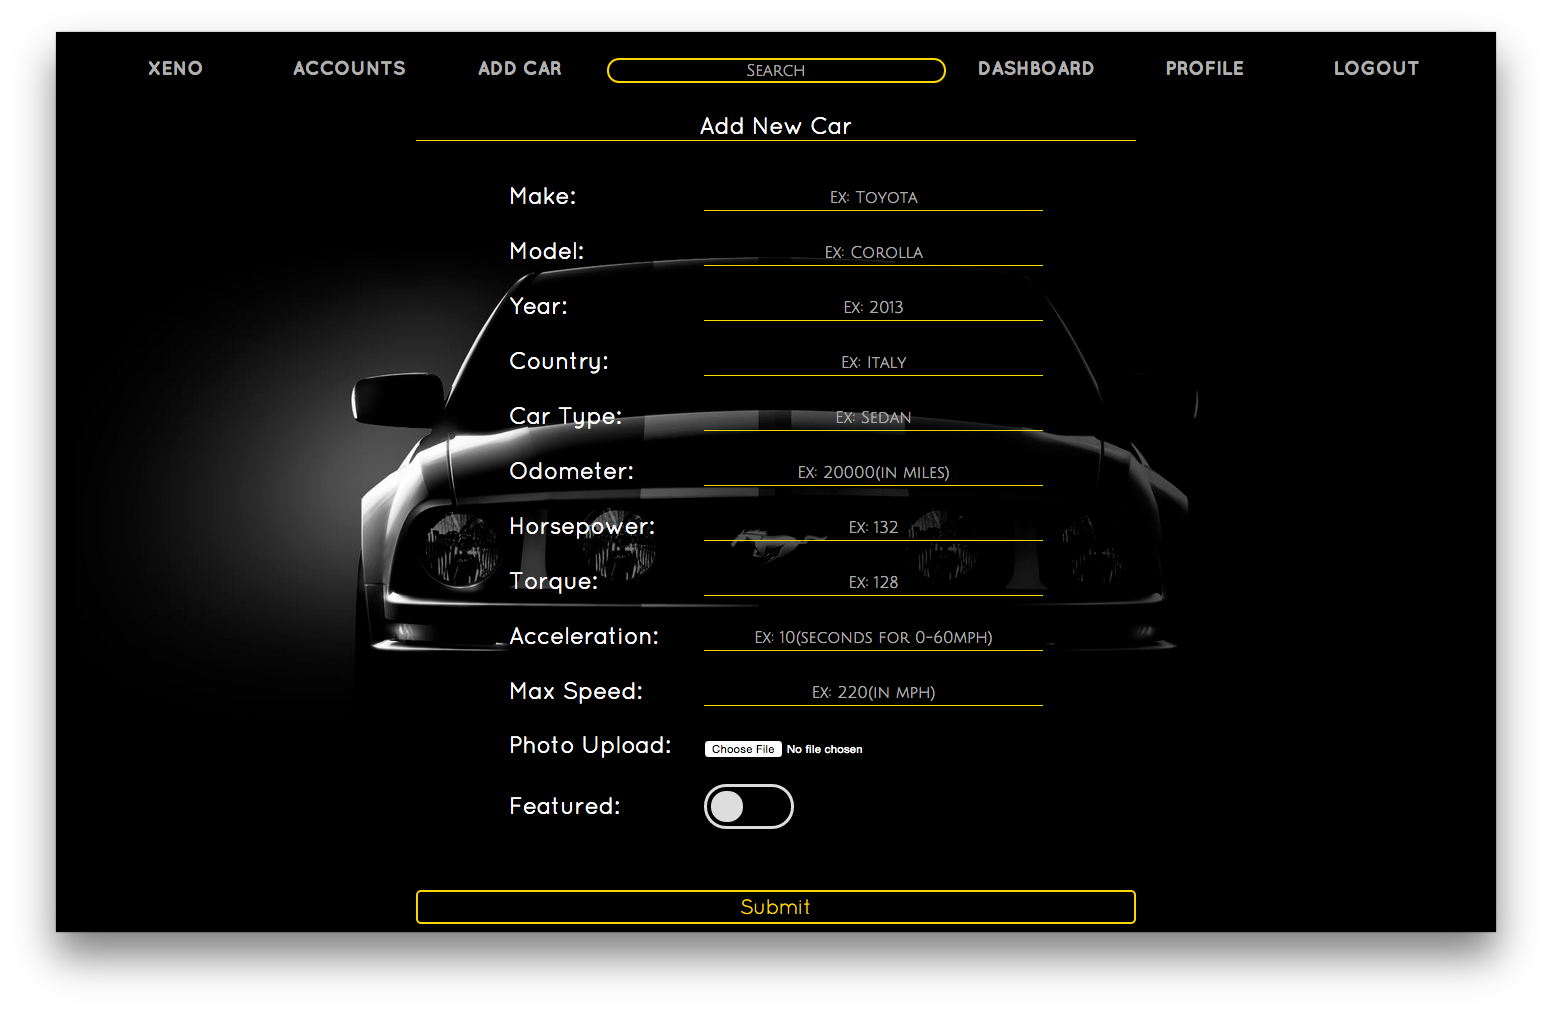 XENO ACCOUNTS ADD CAR Search DASHBOARD PROFILE LOGOUT
Add New Car
Make: Ex: Toyota
Model: Ex: Corolla
Year: Ex: 2013
Country: Ex: Italy
Car Type: Ex: Sedan
Odometer: Ex: 20000(in miles)
Horsepower: Ex: 132
Torque: Ex: 128
Acceleration: Ex: 10(seconds for 0-60mph)
Max Speed: Ex: 220(in mph)
Photo Upload: Choose File No file chosen
Featured:
Submit